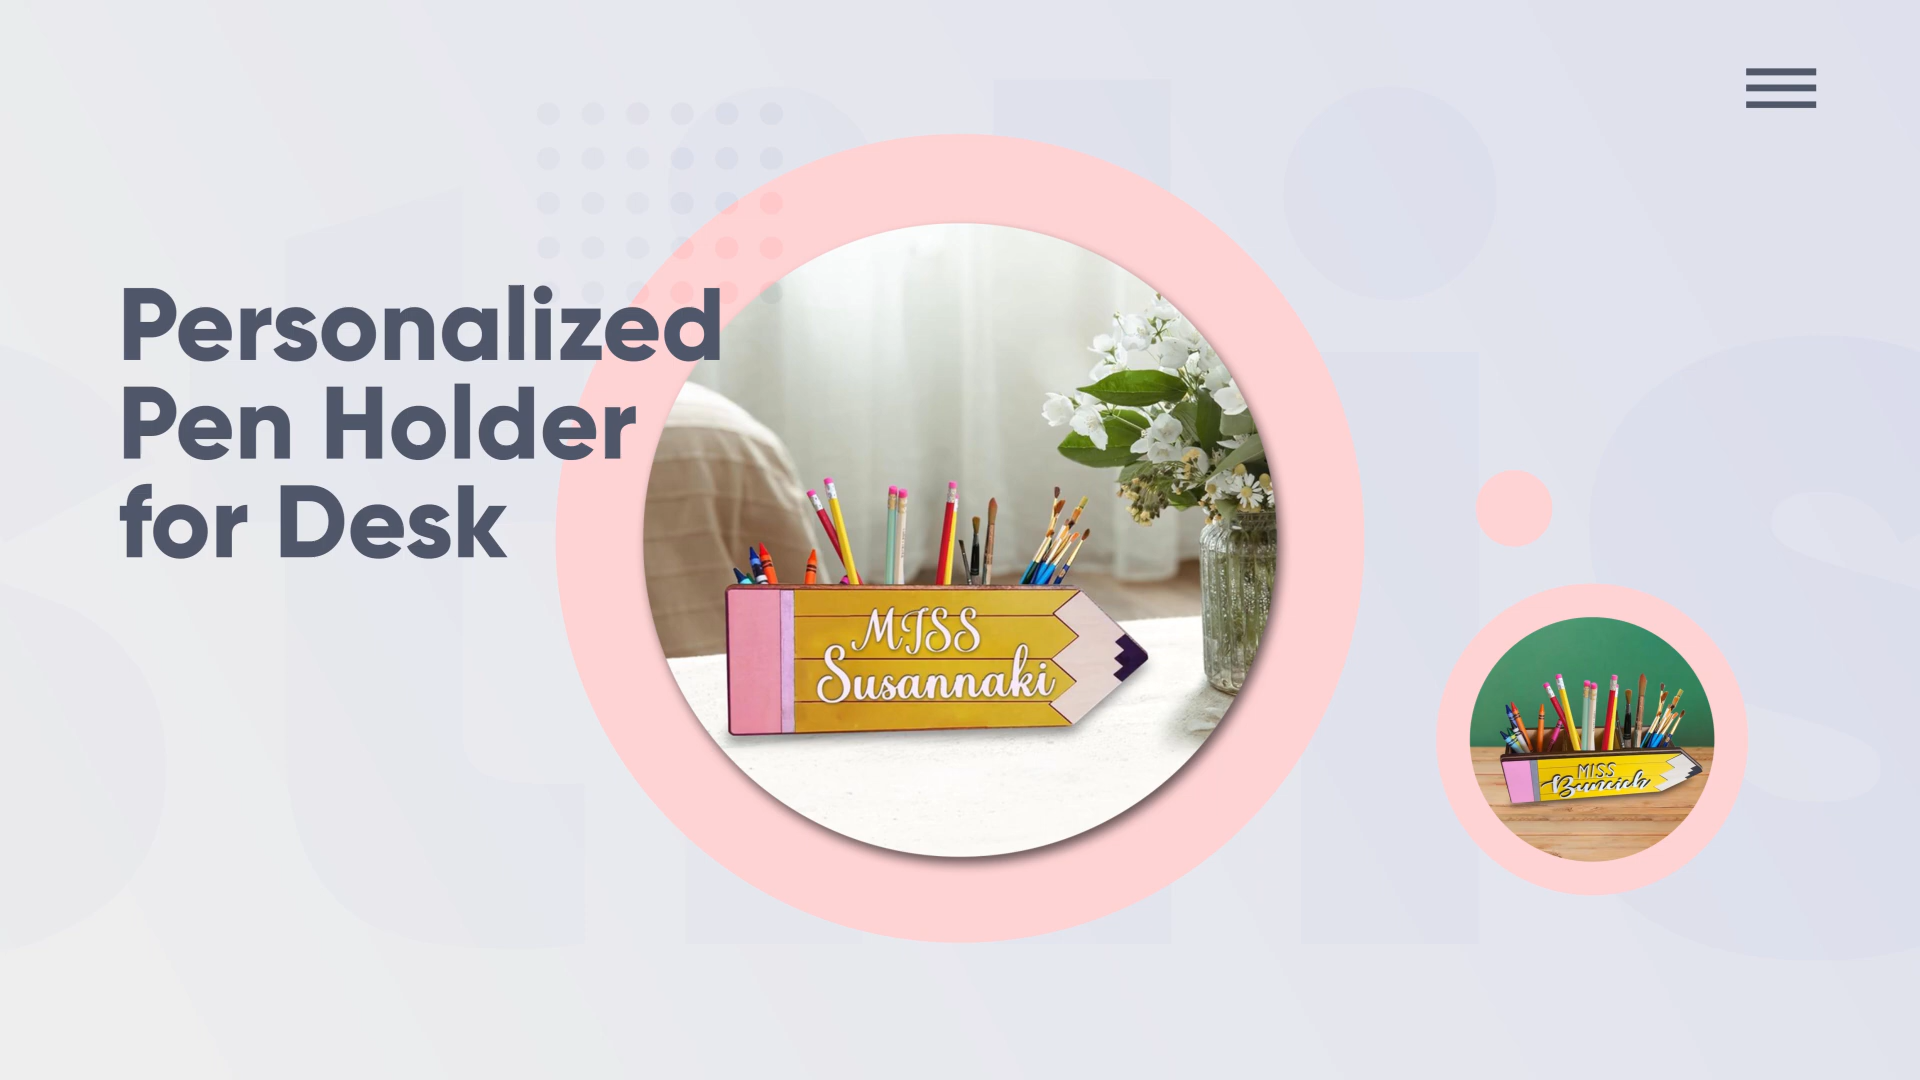 Personalized
Pen Holder
for Desk
MISS
Susannaki
MISS